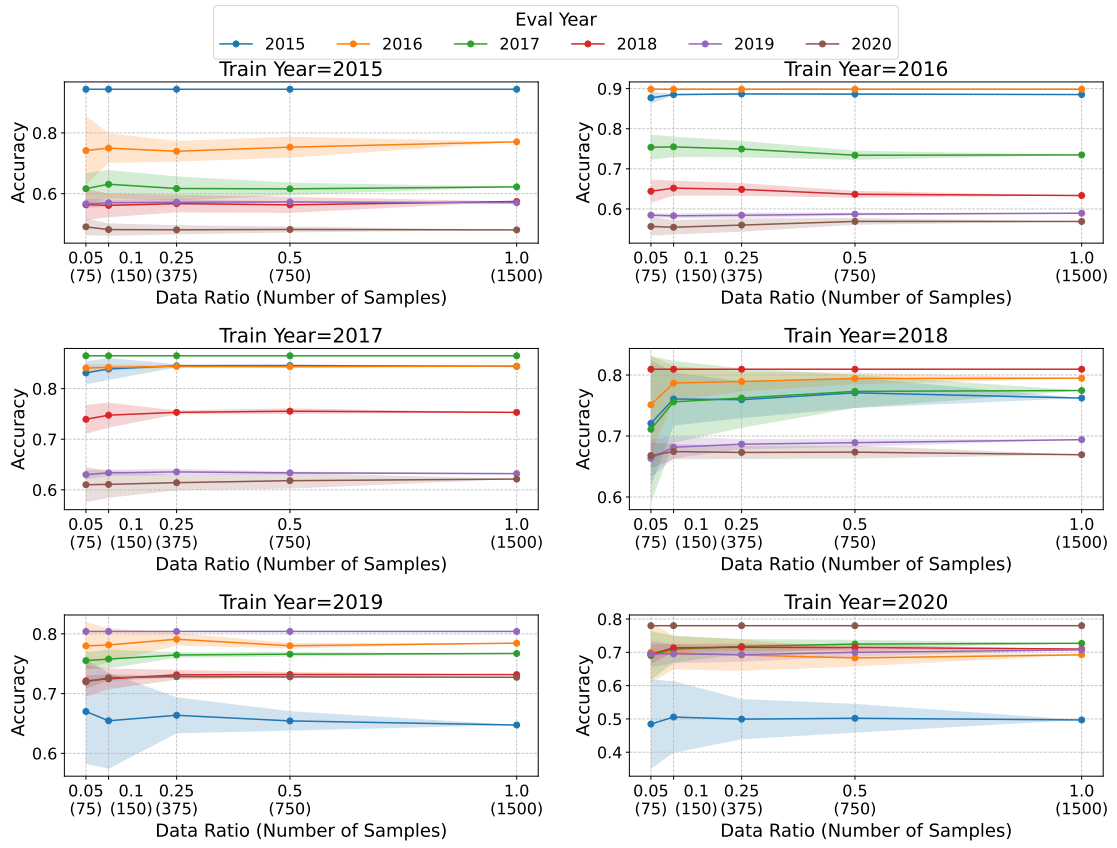 Eval Year
2015 2016 2017 2018 2019 2020
Train Year=2015
Accuracy
0.8
0.6
0.05 0.1 0.25 0.5 1.0
(75) (150) (375) (750) (1500)
Data Ratio (Number of Samples)
Train Year=2016
Accuracy
0.9
0.8
0.7
0.6
0.05 0.1 0.25 0.5 1.0
(75) (150) (375) (750) (1500)
Data Ratio (Number of Samples)
Train Year=2017
Accuracy
0.8
0.7
0.6
0.05 0.1 0.25 0.5 1.0
(75) (150) (375) (750) (1500)
Data Ratio (Number of Samples)
Train Year=2018
Accuracy
0.8
0.7
0.6
0.05 0.1 0.25 0.5 1.0
(75) (150) (375) (750) (1500)
Data Ratio (Number of Samples)
Train Year=2019
Accuracy
0.8
0.7
0.6
0.05 0.1 0.25 0.5 1.0
(75) (150) (375) (750) (1500)
Data Ratio (Number of Samples)
Train Year=2020
Accuracy
0.8
0.7
0.6
0.5
0.4
0.05 0.1 0.25 0.5 1.0
(75) (150) (375) (750) (1500)
Data Ratio (Number of Samples)